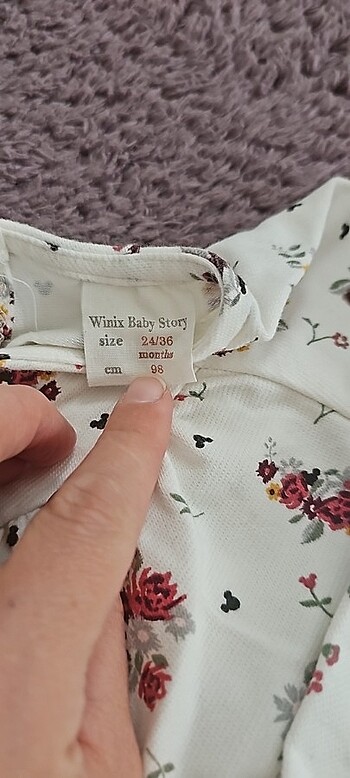 Winix Baby Story
size 24/36
months
cm 98